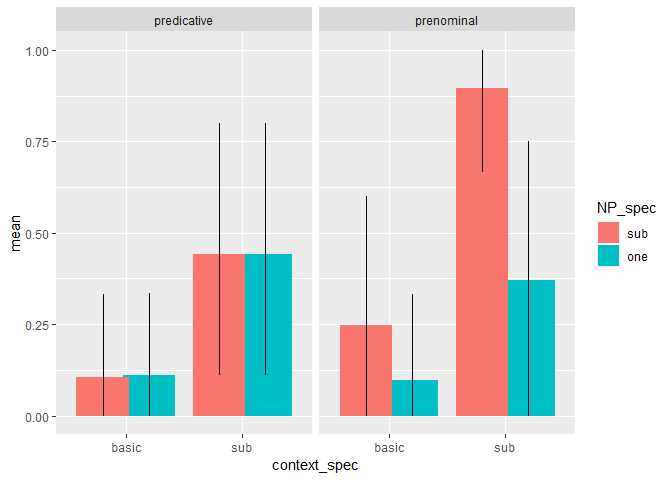 predicative
prenominal
1.00
0.75
0.50
0.25
0.00
mean
basic
sub
basic
sub
context_spec
NP_spec
sub
one